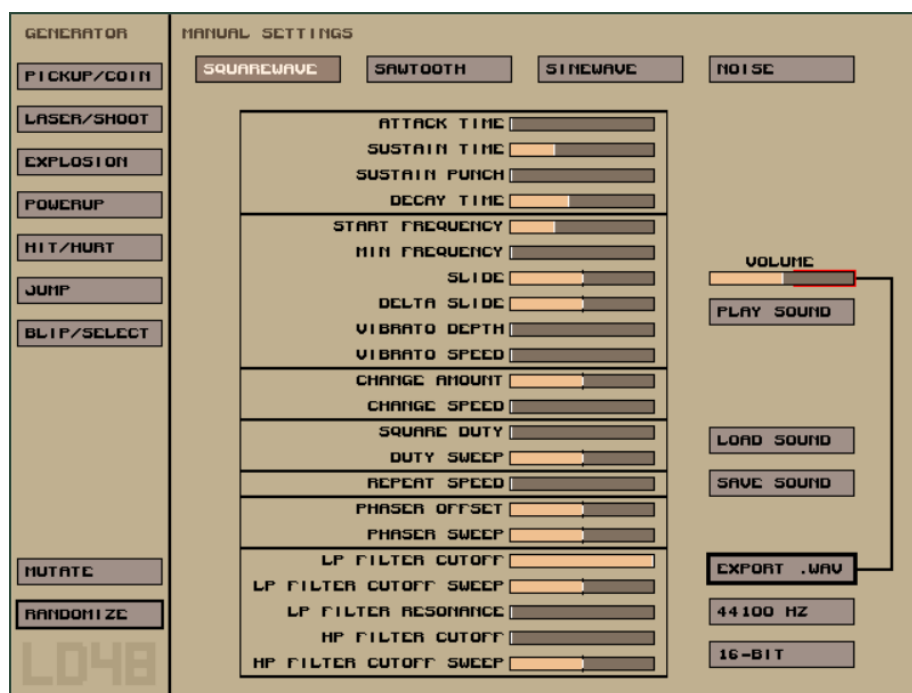 GENERATOR
PICKUP/COIN
LASER/SHOOT
EXPLOSION
POWERUP
HIT/HURT
JUMP
BLIP/SELECT
MUTATE
RANDOMIZE
LD48
MANUAL SETTINGS
SQUAREWAVE SAWTOOTH SINEWAVE NOISE
ATTACK TIME
SUSTAIN TIME
SUSTAIN PUNCH
DECAY TIME
START FREQUENCY
MIN FREQUENCY
SLIDE
DELTA SLIDE
VIBRATO DEPTH
VIBRATO SPEED
CHANGE AMOUNT
CHANGE SPEED
SQUARE DUTY
DUTY SWEEP
REPEAT SPEED
PHASER OFFSET
PHASER SWEEP
LP FILTER CUTOFF
LP FILTER CUTOFF SWEEP
LP FILTER RESONANCE
HP FILTER CUTOFF
HP FILTER CUTOFF SWEEP
VOLUME
PLAY SOUND
LOAD SOUND
SAVE SOUND
EXPORT .WAV
44100 HZ
16-BIT